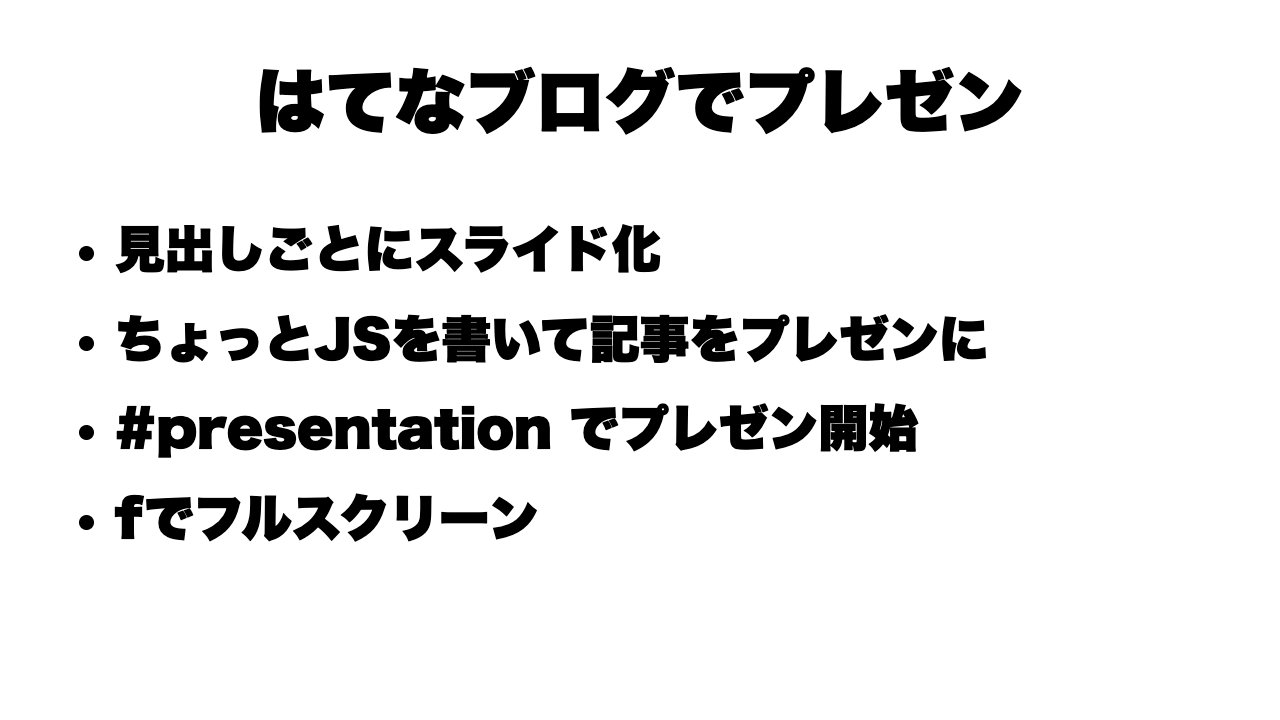 はてなブログでプレゼン
• 見出しごとにスライド化
• ちょっとJSを書いて記事をプレゼンに
• #presentation でプレゼン開始
• fでフルスクリーン